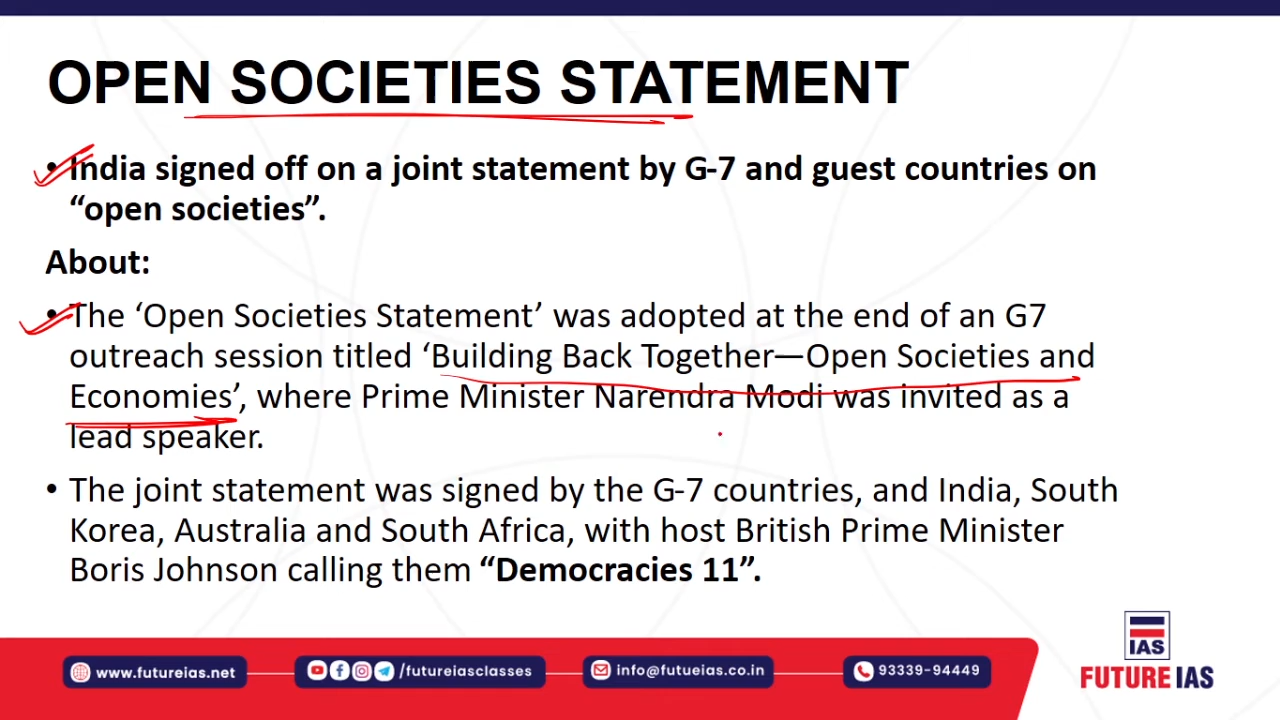 OPEN SOCIETIES STATEMENT
• India signed off on a joint statement by G-7 and guest countries on
“open societies”.
About:
• The ‘Open Societies Statement’ was adopted at the end of an G7
outreach session titled ‘Building Back Together—Open Societies and
Economies’, where Prime Minister Narendra Modi was invited as a
lead speaker.
• The joint statement was signed by the G-7 countries, and India, South
Korea, Australia and South Africa, with host British Prime Minister
Boris Johnson calling them “Democracies 11”.
IAS
FUTURE IAS
www.futureias.net
/futureiasclasses
info@futueias.co.in
93339-94449